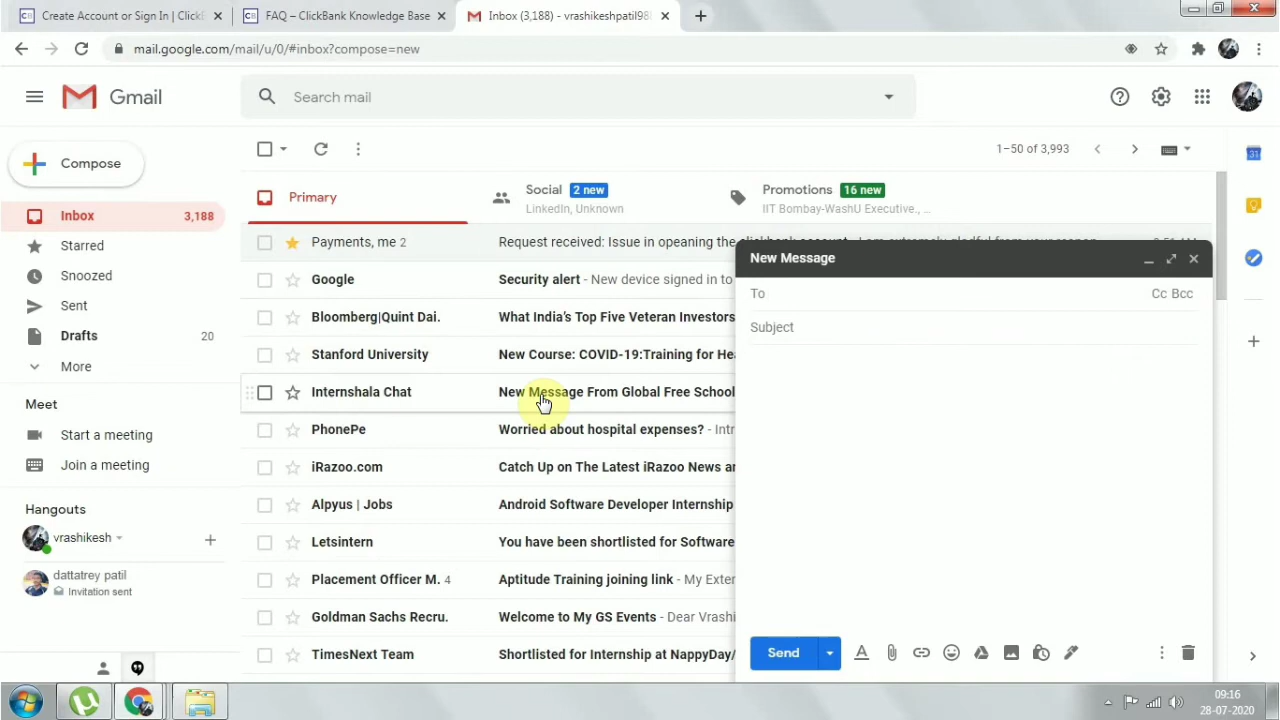 Create Account or Sign In | ClickB
FAQ – ClickBank Knowledge Base
Inbox (3,188) - vrashikeshpatil98
mail.google.com/mail/u/0/#inbox?compose=new
Gmail
Search mail
Compose
1–50 of 3,993
Inbox 3,188
Starred
Snoozed
Sent
Drafts 20
More
Meet
Start a meeting
Join a meeting
Hangouts
vrashikesh
dattatrey patil
Invitation sent
Primary
Social 2 new
LinkedIn, Unknown
Promotions 16 new
IIT Bombay-WashU Executive., …
Payments, me 2 Request received: Issue in opeaning the clickbank account
Google Security alert - New device signed in to
Bloomberg|Quint Dai. What India's Top Five Veteran Investors
Stanford University New Course: COVID-19:Training for Hea
Internshala Chat New Message From Global Free School
PhonePe Worried about hospital expenses? - Intr
iRazoo.com Catch Up on The Latest iRazoo News an
Alpyus | Jobs Android Software Developer Internship
Letsintern You have been shortlisted for Software
Placement Officer M. 4 Aptitude Training joining link - My Exter
Goldman Sachs Recru. Welcome to My GS Events - Dear Vrashi
TimesNext Team Shortlisted for Internship at NappyDay/
New Message
To Cc Bcc
Subject
Send
09:16
28-07-2020